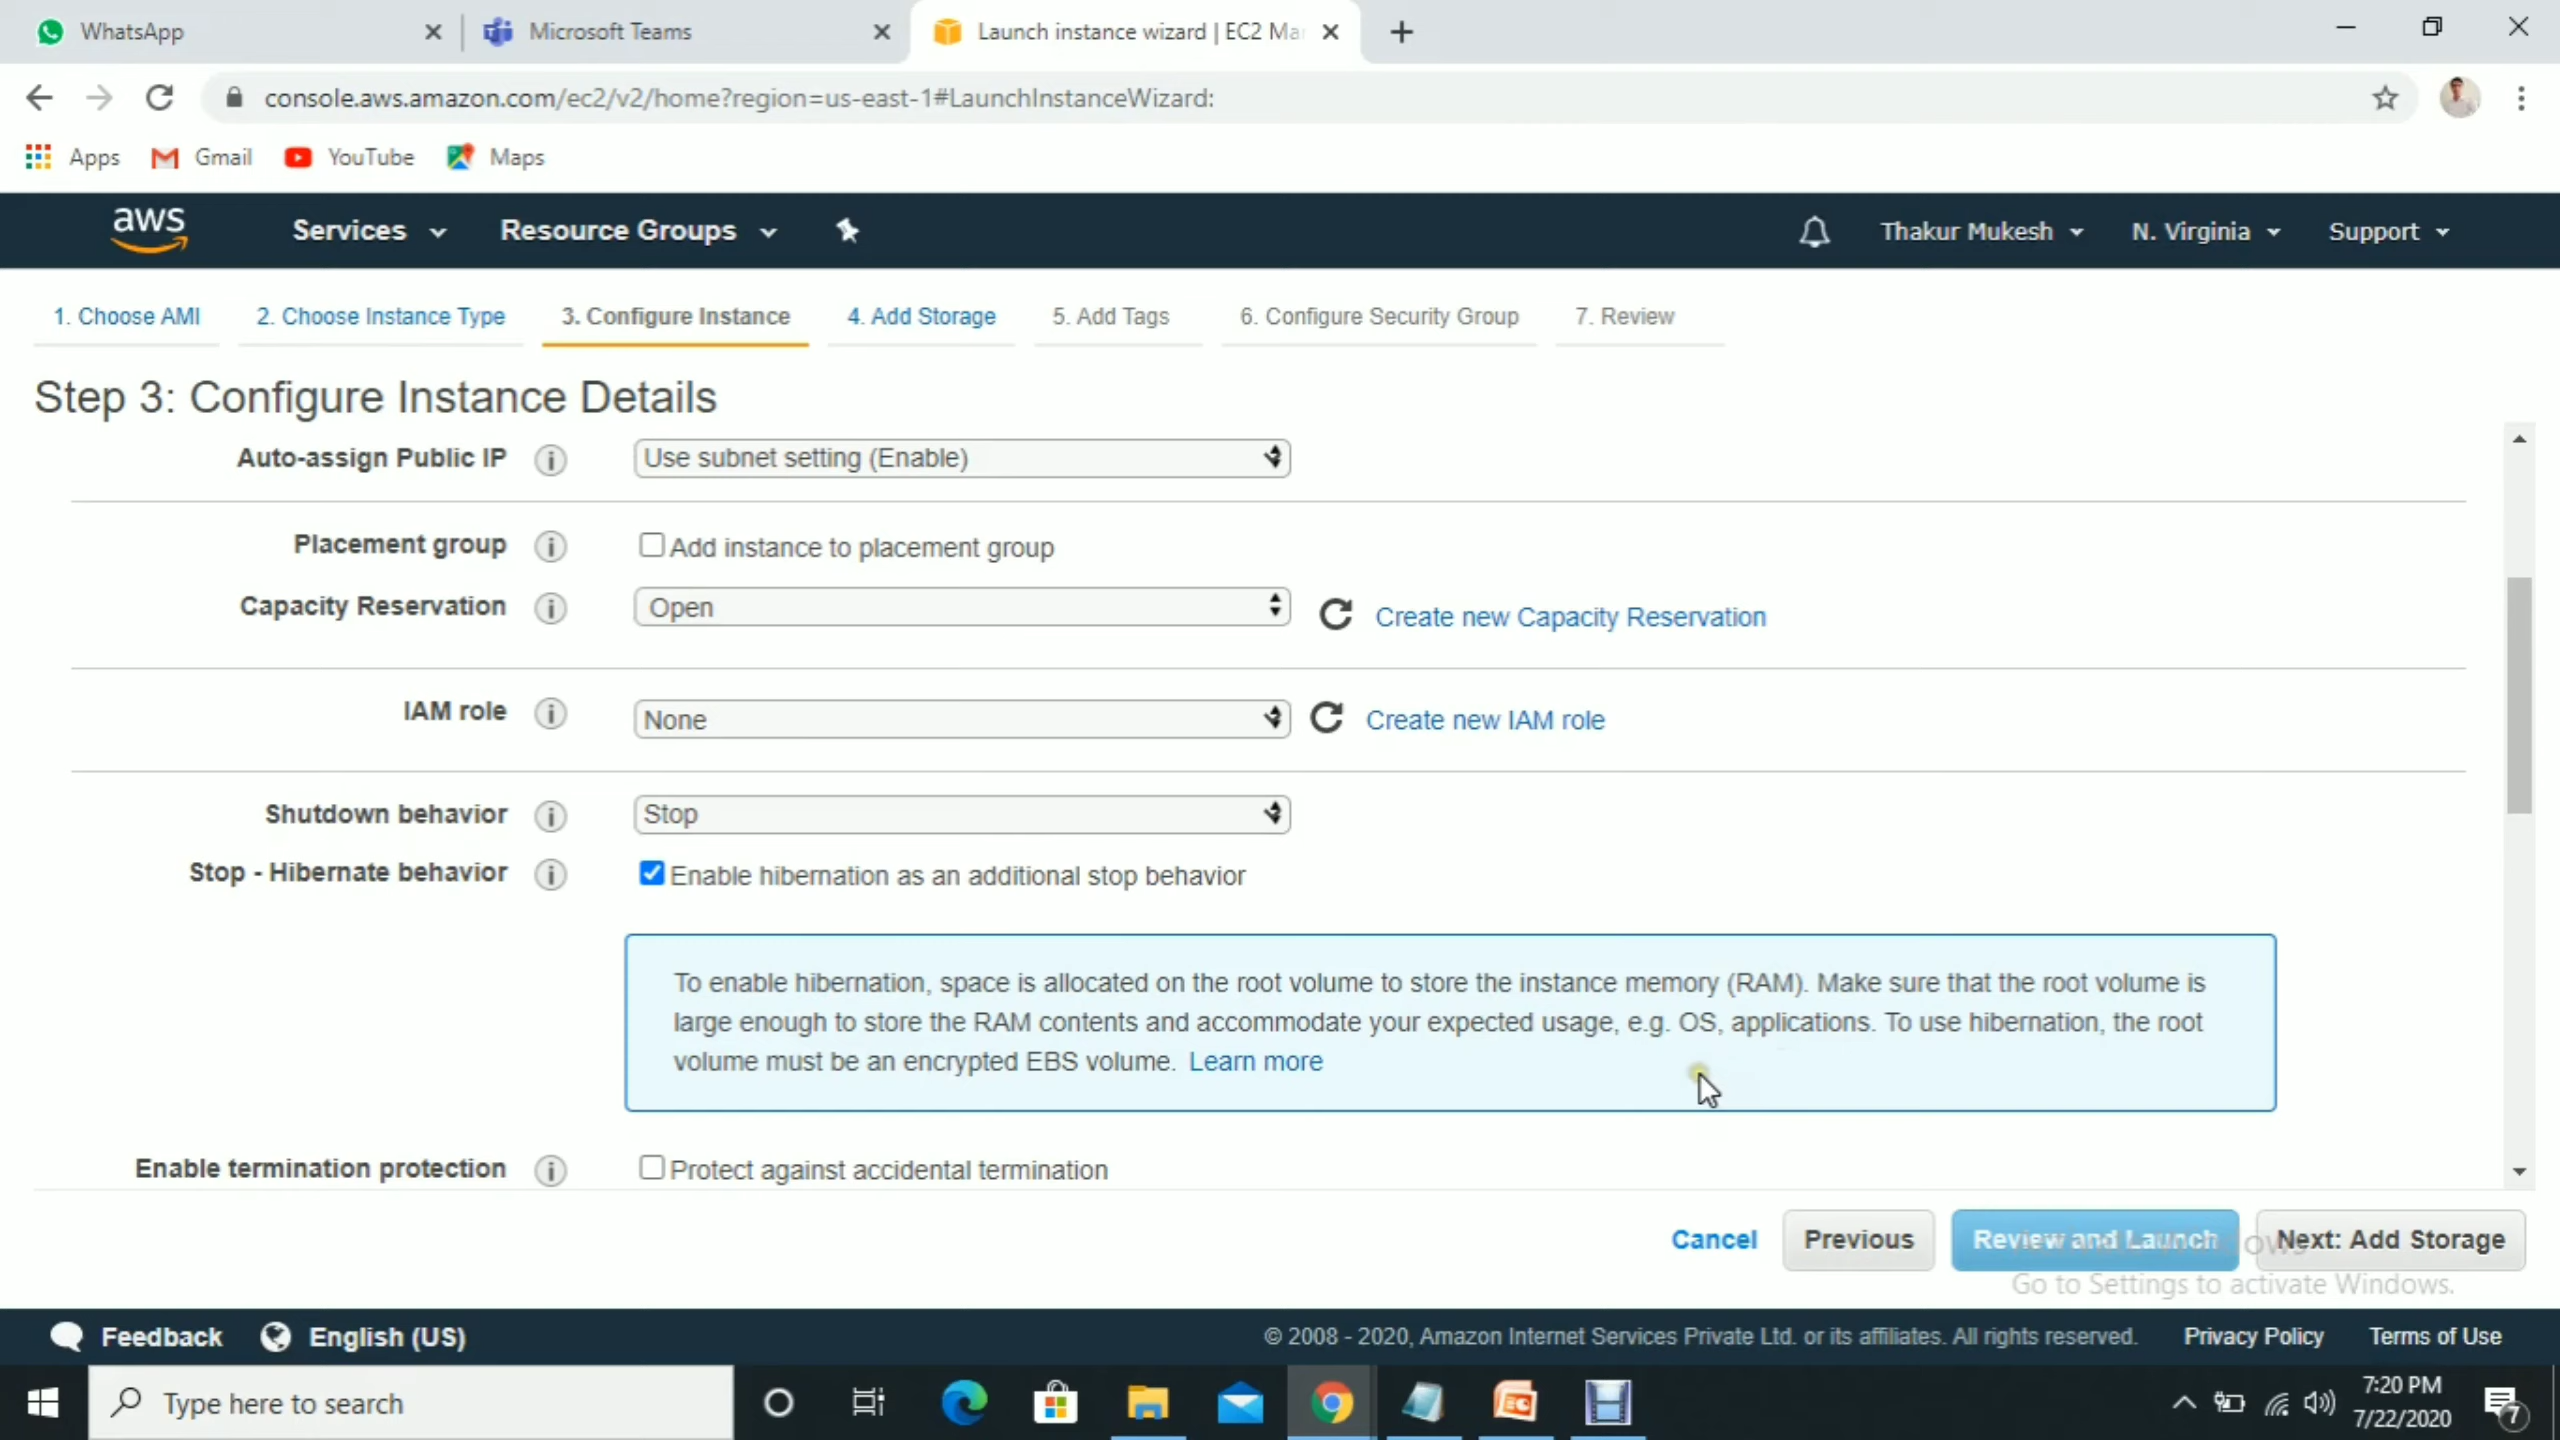 WhatsApp
Microsoft Teams
Launch instance wizard | EC2 Ma
console.aws.amazon.com/ec2/v2/home?region=us-east-1#LaunchInstanceWizard:
Apps
Gmail
YouTube
Maps
aws
Services
Resource Groups
Thakur Mukesh
N. Virginia
Support
1. Choose AMI
2. Choose Instance Type
3. Configure Instance
4. Add Storage
5. Add Tags
6. Configure Security Group
7. Review
Step 3: Configure Instance Details
Auto-assign Public IP
Use subnet setting (Enable)
Placement group
Add instance to placement group
Capacity Reservation
Open
Create new Capacity Reservation
IAM role
None
Create new IAM role
Shutdown behavior
Stop
Stop - Hibernate behavior
Enable hibernation as an additional stop behavior
To enable hibernation, space is allocated on the root volume to store the instance memory (RAM). Make sure that the root volume is
large enough to store the RAM contents and accommodate your expected usage, e.g. OS, applications. To use hibernation, the root
volume must be an encrypted EBS volume. Learn more
Enable termination protection
Protect against accidental termination
Cancel
Previous
Review and Launch
Next: Add Storage
Go to Settings to activate Windows.
Feedback
English (US)
© 2008 - 2020, Amazon Internet Services Private Ltd. or its affiliates. All rights reserved.
Privacy Policy
Terms of Use
Type here to search
7:20 PM
7/22/2020
7